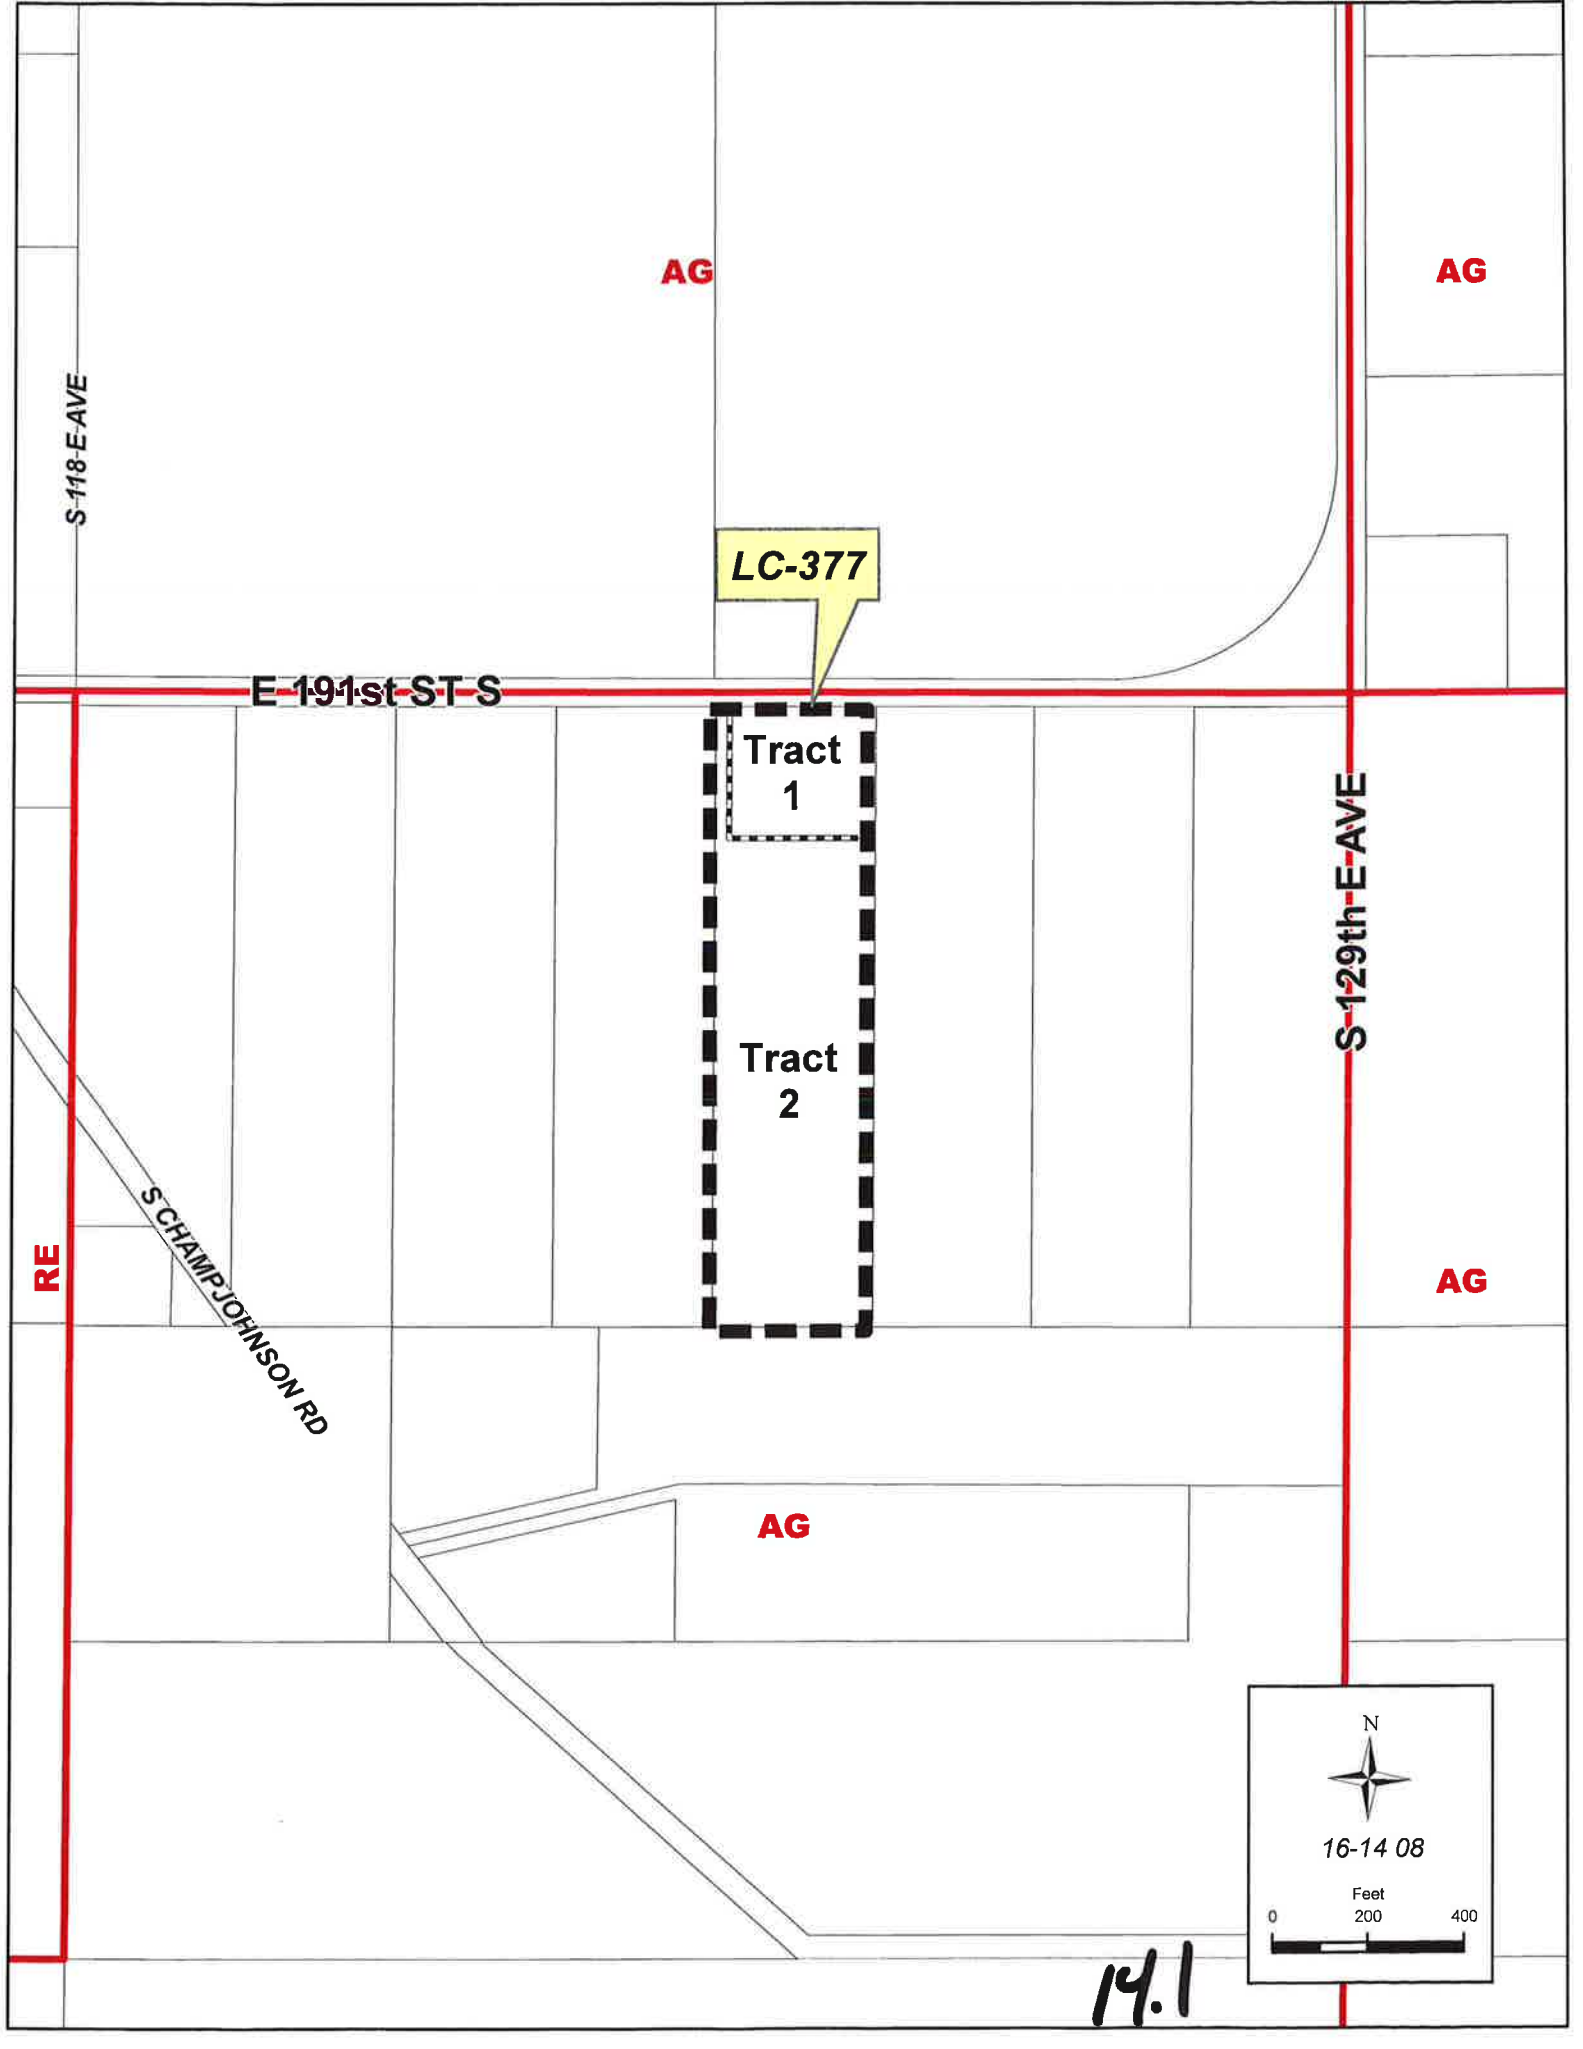 AG
AG
S 118 E AVE
LC-377
E 191st ST S
Tract
1
S 129th E AVE
Tract
2
S CHAMPJOHNSON RD
RE
AG
AG
N
16-14 08
Feet
0 200 400
14.1